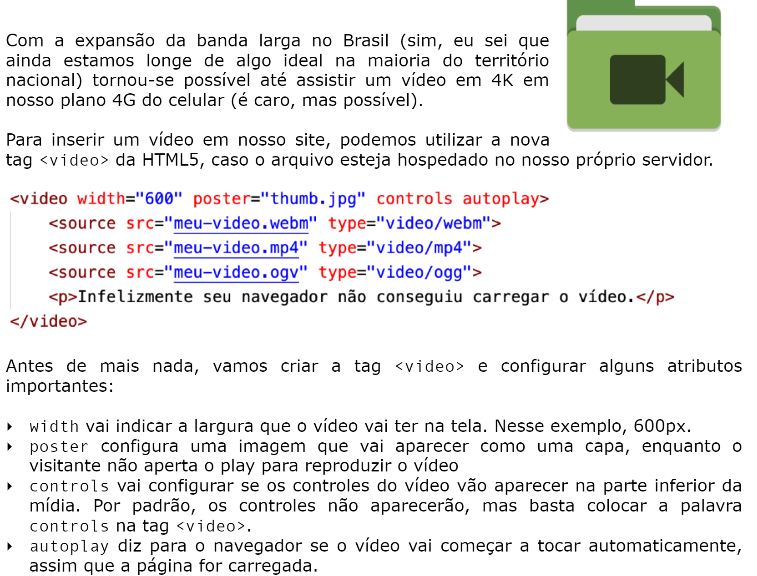 Com a expansão da banda larga no Brasil (sim, eu sei que
ainda estamos longe de algo ideal na maioria do território
nacional) tornou-se possível até assistir um vídeo em 4K em
nosso plano 4G do celular (é caro, mas possível).
Para inserir um vídeo em nosso site, podemos utilizar a nova
tag <video> da HTML5, caso o arquivo esteja hospedado no nosso próprio servidor.
<video width="600" poster="thumb.jpg" controls autoplay>
    <source src="meu-video.webm" type="video/webm">
    <source src="meu-video.mp4" type="video/mp4">
    <source src="meu-video.ogv" type="video/ogg">
    <p>Infelizmente seu navegador não conseguiu carregar o vídeo.</p>
</video>
Antes de mais nada, vamos criar a tag <video> e configurar alguns atributos
importantes:
‣ width vai indicar a largura que o vídeo vai ter na tela. Nesse exemplo, 600px.
‣ poster configura uma imagem que vai aparecer como uma capa, enquanto o
visitante não aperta o play para reproduzir o vídeo
‣ controls vai configurar se os controles do vídeo vão aparecer na parte inferior da
mídia. Por padrão, os controles não aparecerão, mas basta colocar a palavra
controls na tag <video>.
‣ autoplay diz para o navegador se o vídeo vai começar a tocar automaticamente,
assim que a página for carregada.